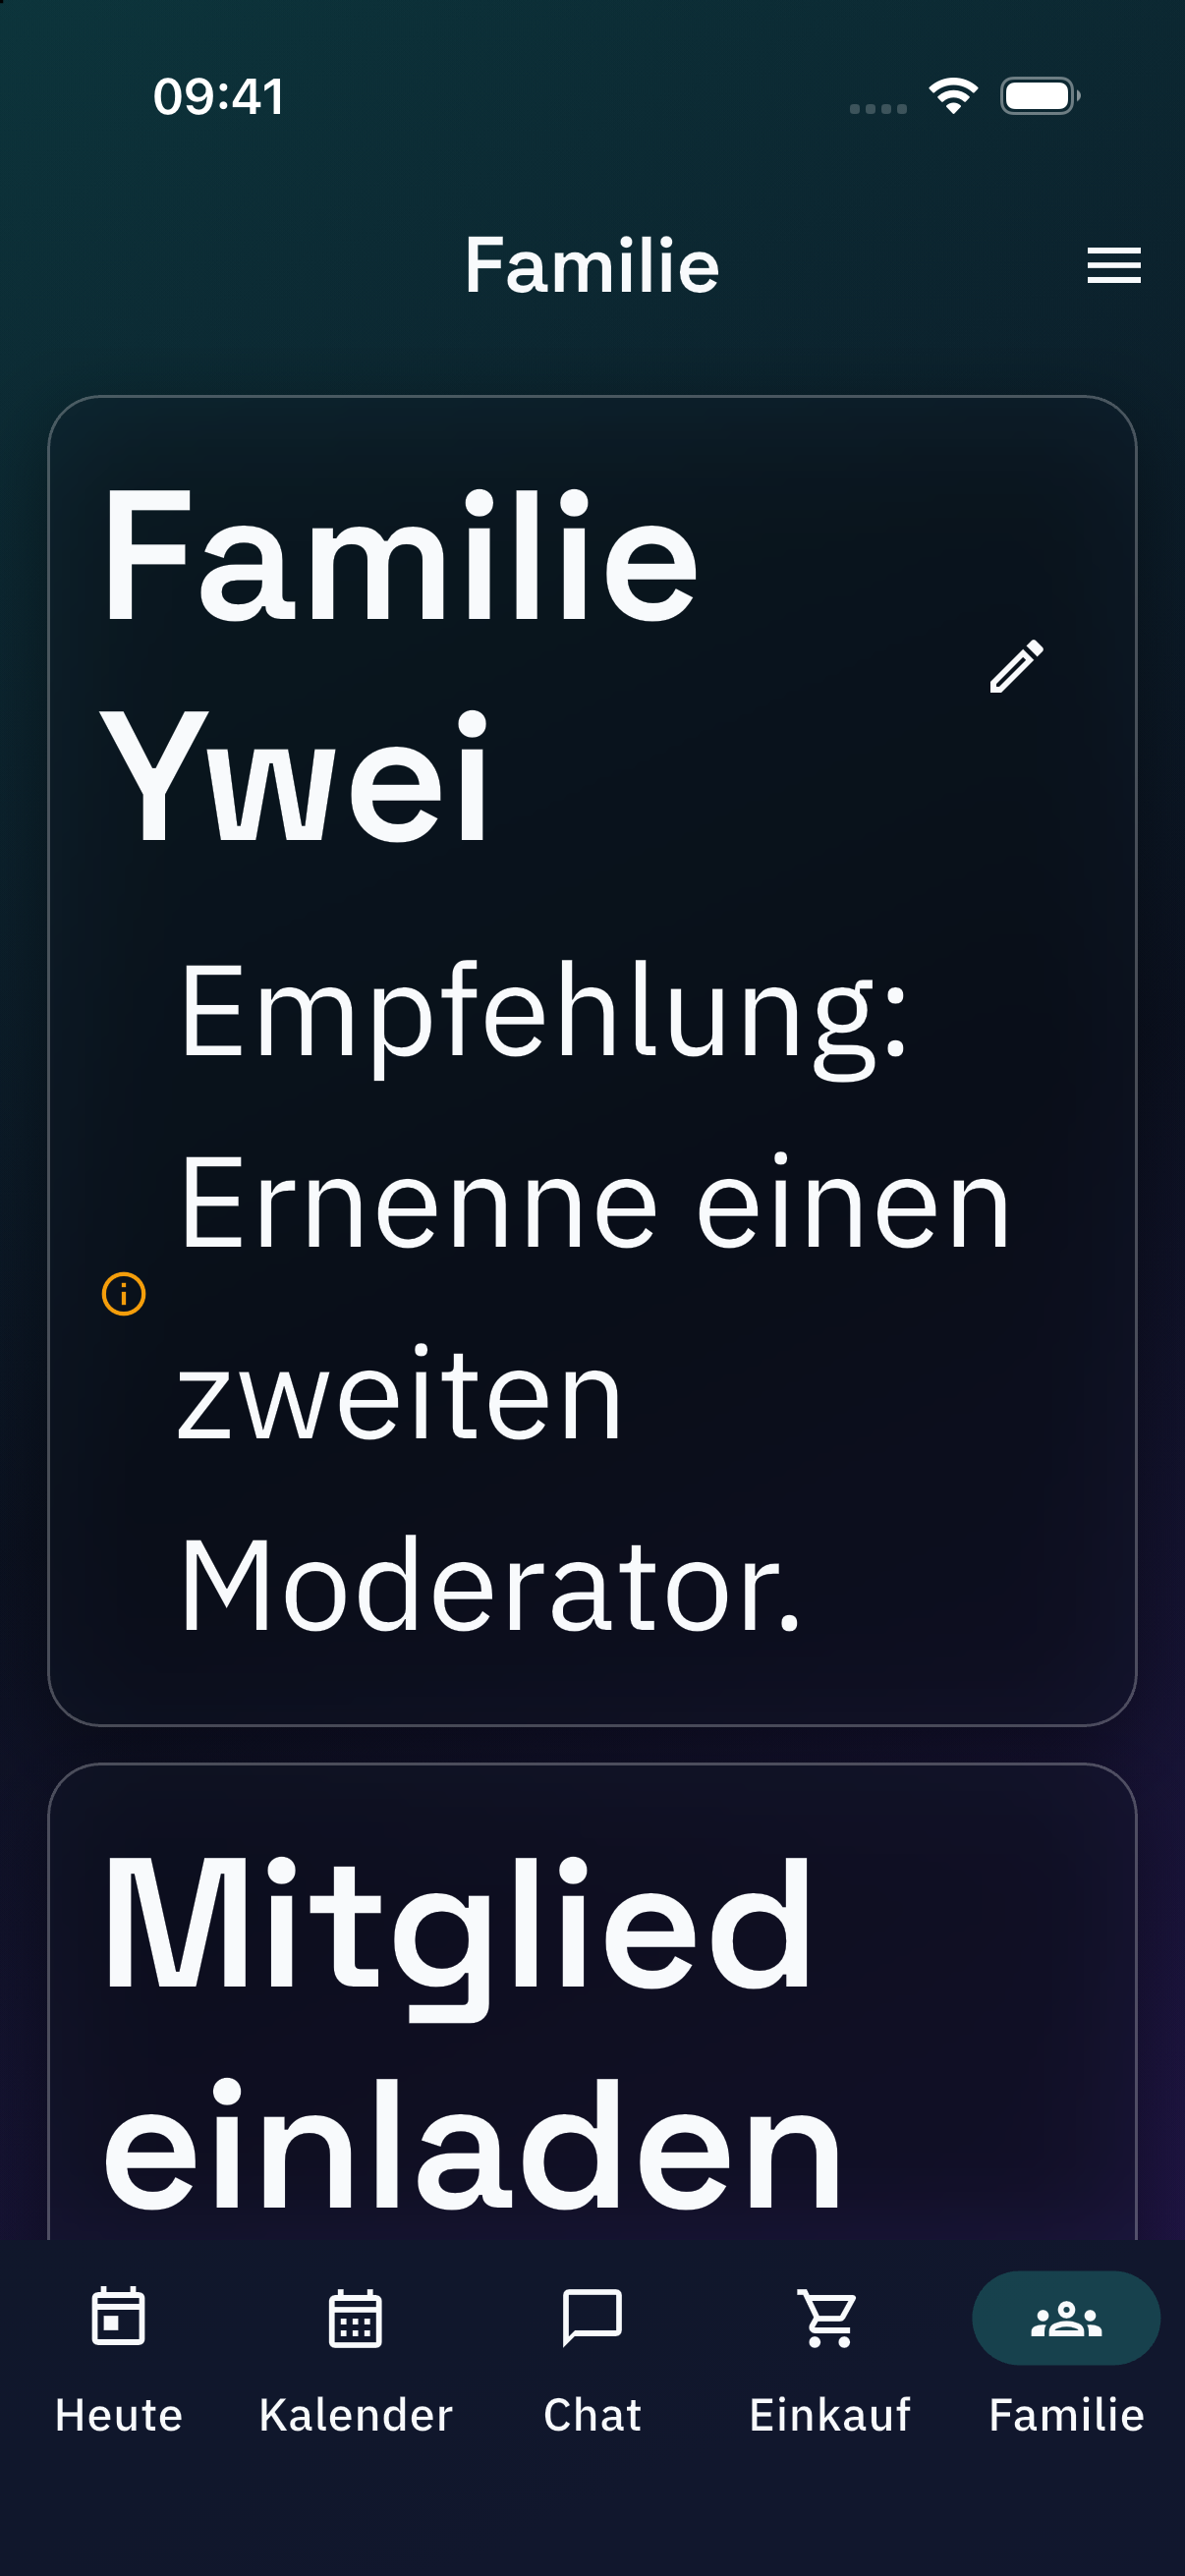 09:41
Familie
Familie
Ywei
Empfehlung:
Ernenne einen
zweiten
Moderator.
Mitglied
einladen
Heute
Kalender
Chat
Einkauf
Familie